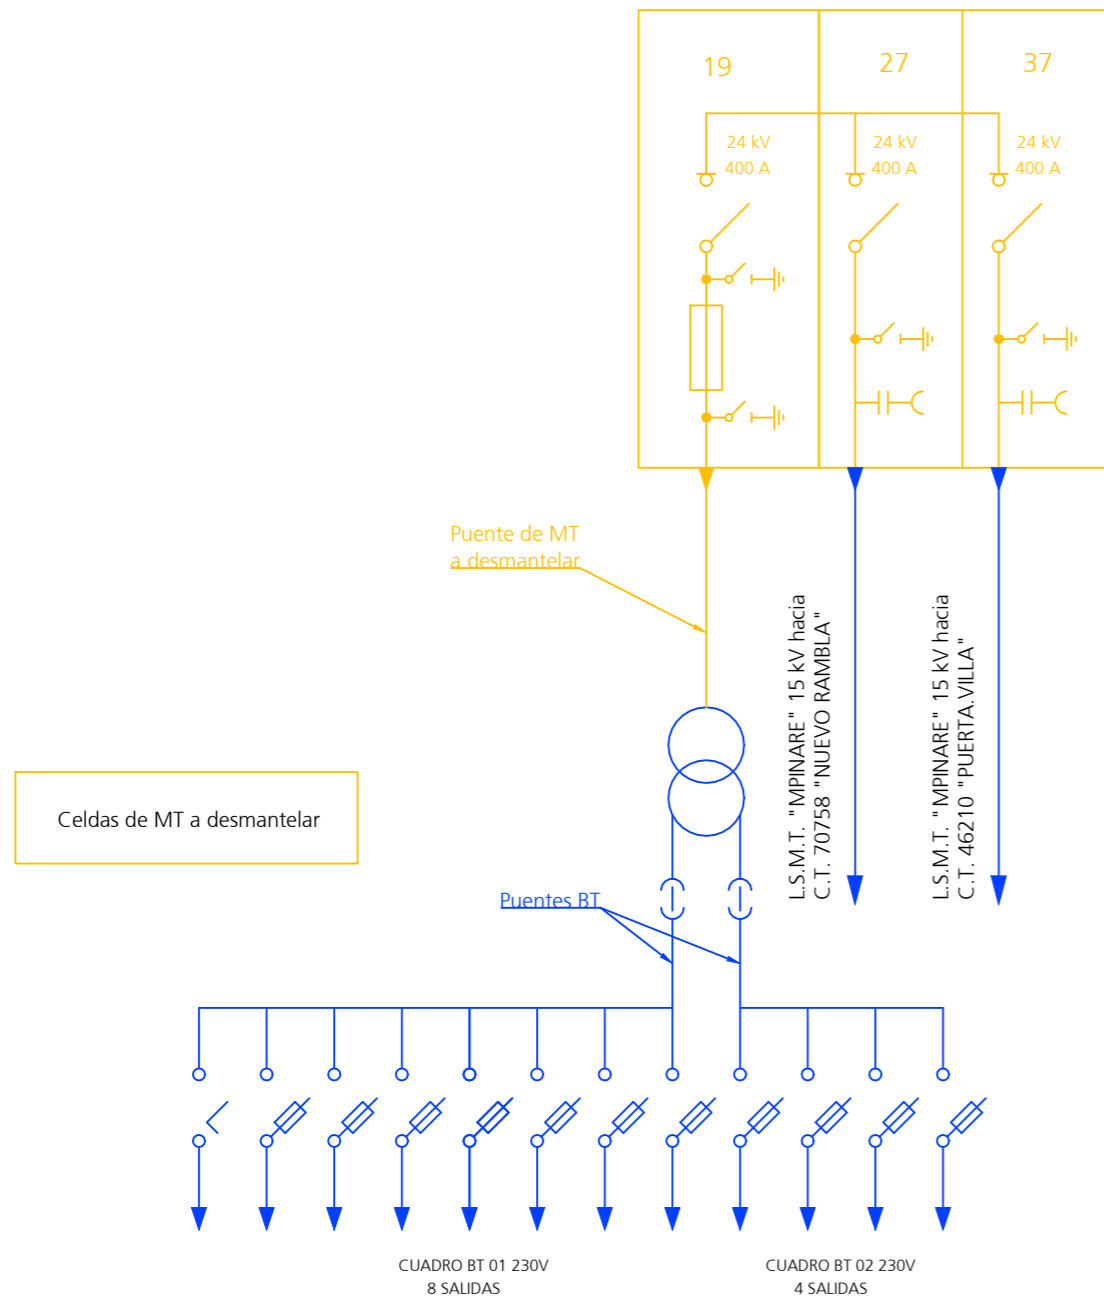 19
27
37
24 kV
400 A
24 kV
400 A
24 kV
400 A
Puente de MT
a desmantelar
L.S.M.T. "MPINARE" 15 kV hacia
C.T. 70758 "NUEVO RAMBLA"
L.S.M.T. "MPINARE" 15 kV hacia
C.T. 46210 "PUERTA.VILLA"
Celdas de MT a desmantelar
Puentes BT
CUADRO BT 01 230V
8 SALIDAS
CUADRO BT 02 230V
4 SALIDAS